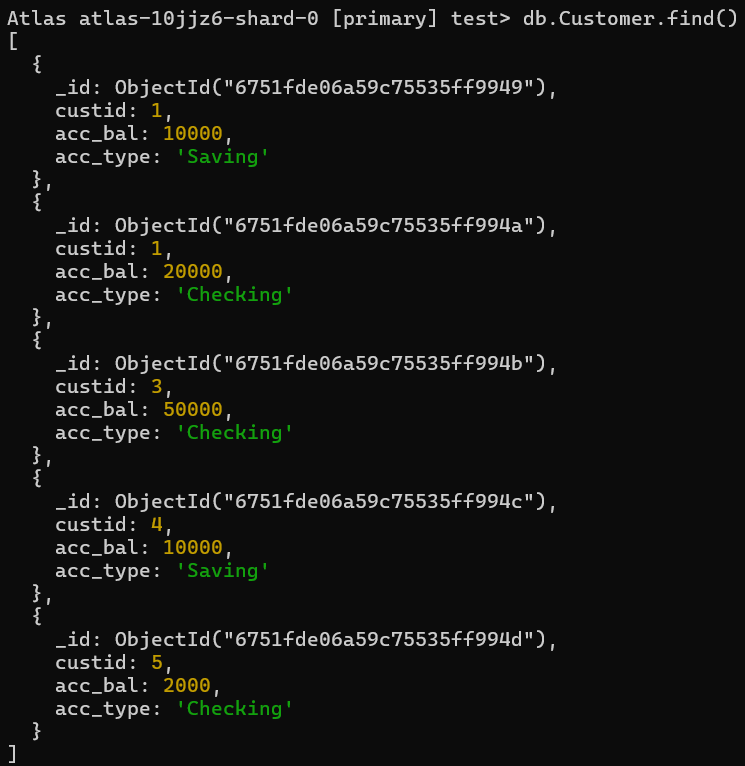 Atlas atlas-10jjz6-shard-0 [primary] test> db.Customer.find()
[
  {
    _id: ObjectId("6751fde06a59c75535ff9949"),
    custid: 1,
    acc_bal: 10000,
    acc_type: 'Saving'
  },
  {
    _id: ObjectId("6751fde06a59c75535ff994a"),
    custid: 1,
    acc_bal: 20000,
    acc_type: 'Checking'
  },
  {
    _id: ObjectId("6751fde06a59c75535ff994b"),
    custid: 3,
    acc_bal: 50000,
    acc_type: 'Checking'
  },
  {
    _id: ObjectId("6751fde06a59c75535ff994c"),
    custid: 4,
    acc_bal: 10000,
    acc_type: 'Saving'
  },
  {
    _id: ObjectId("6751fde06a59c75535ff994d"),
    custid: 5,
    acc_bal: 2000,
    acc_type: 'Checking'
  }
]